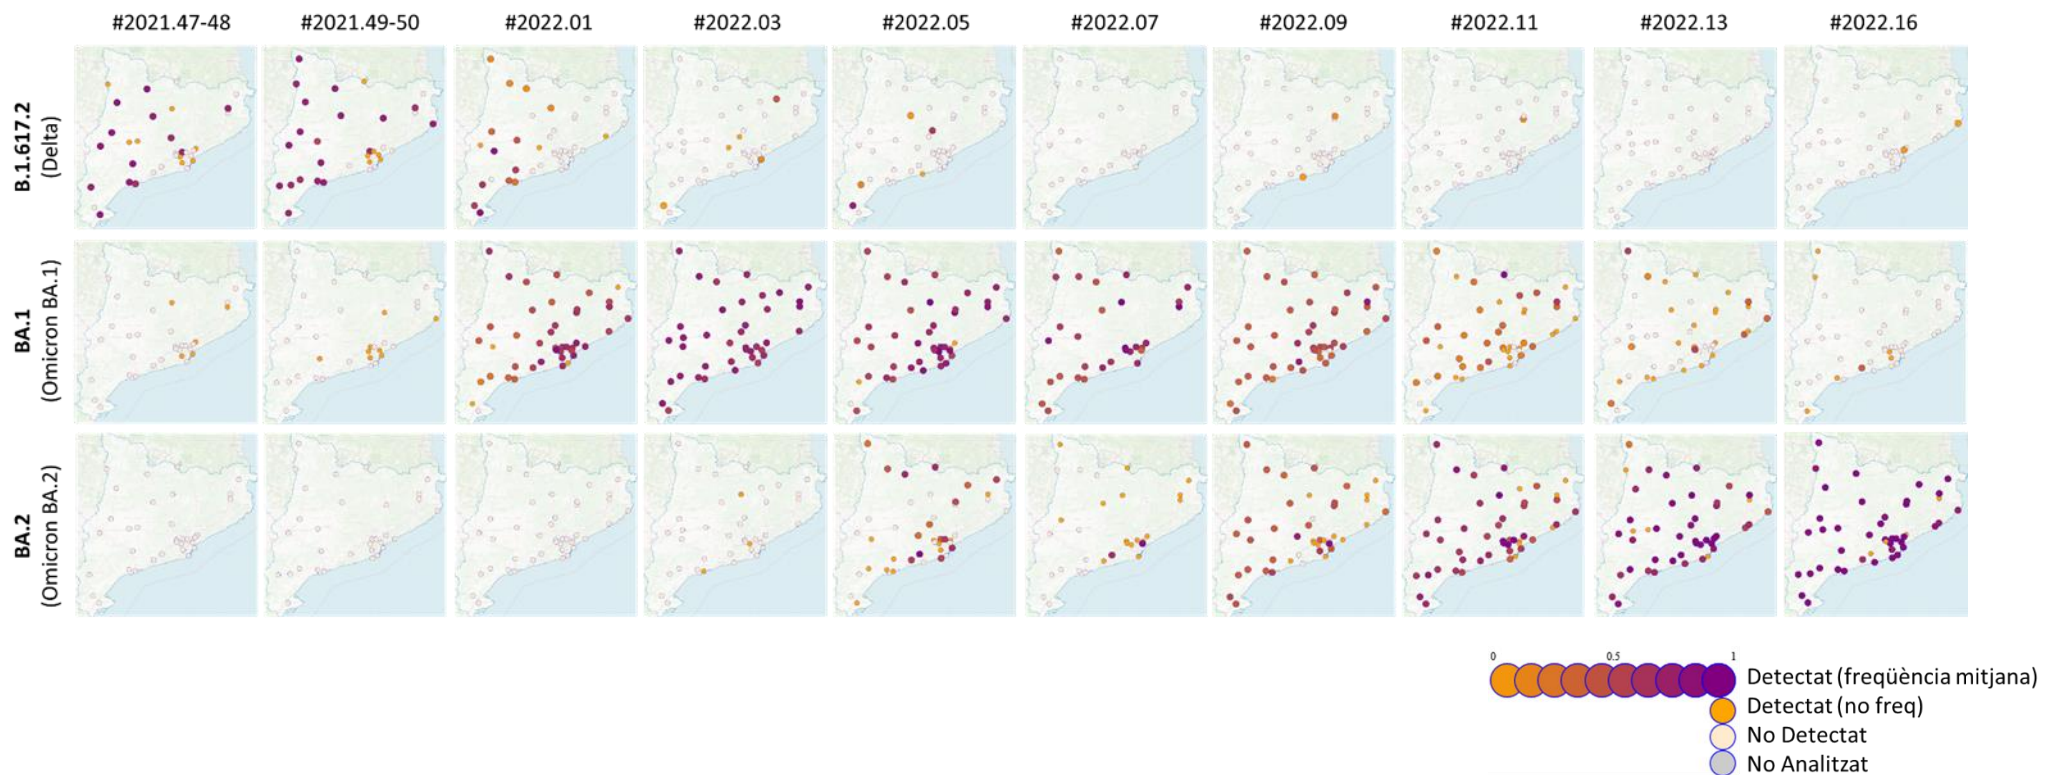 #2021.47-48 #2021.49-50 #2022.01 #2022.03 #2022.05 #2022.07 #2022.09 #2022.11 #2022.13 #2022.16
B.1.617.2
(Delta)
BA.1
(Omicron BA.1)
BA.2
(Omicron BA.2)
0 0.5 1
Detectat (freqüència mitjana)
Detectat (no freq)
No Detectat
No Analitzat